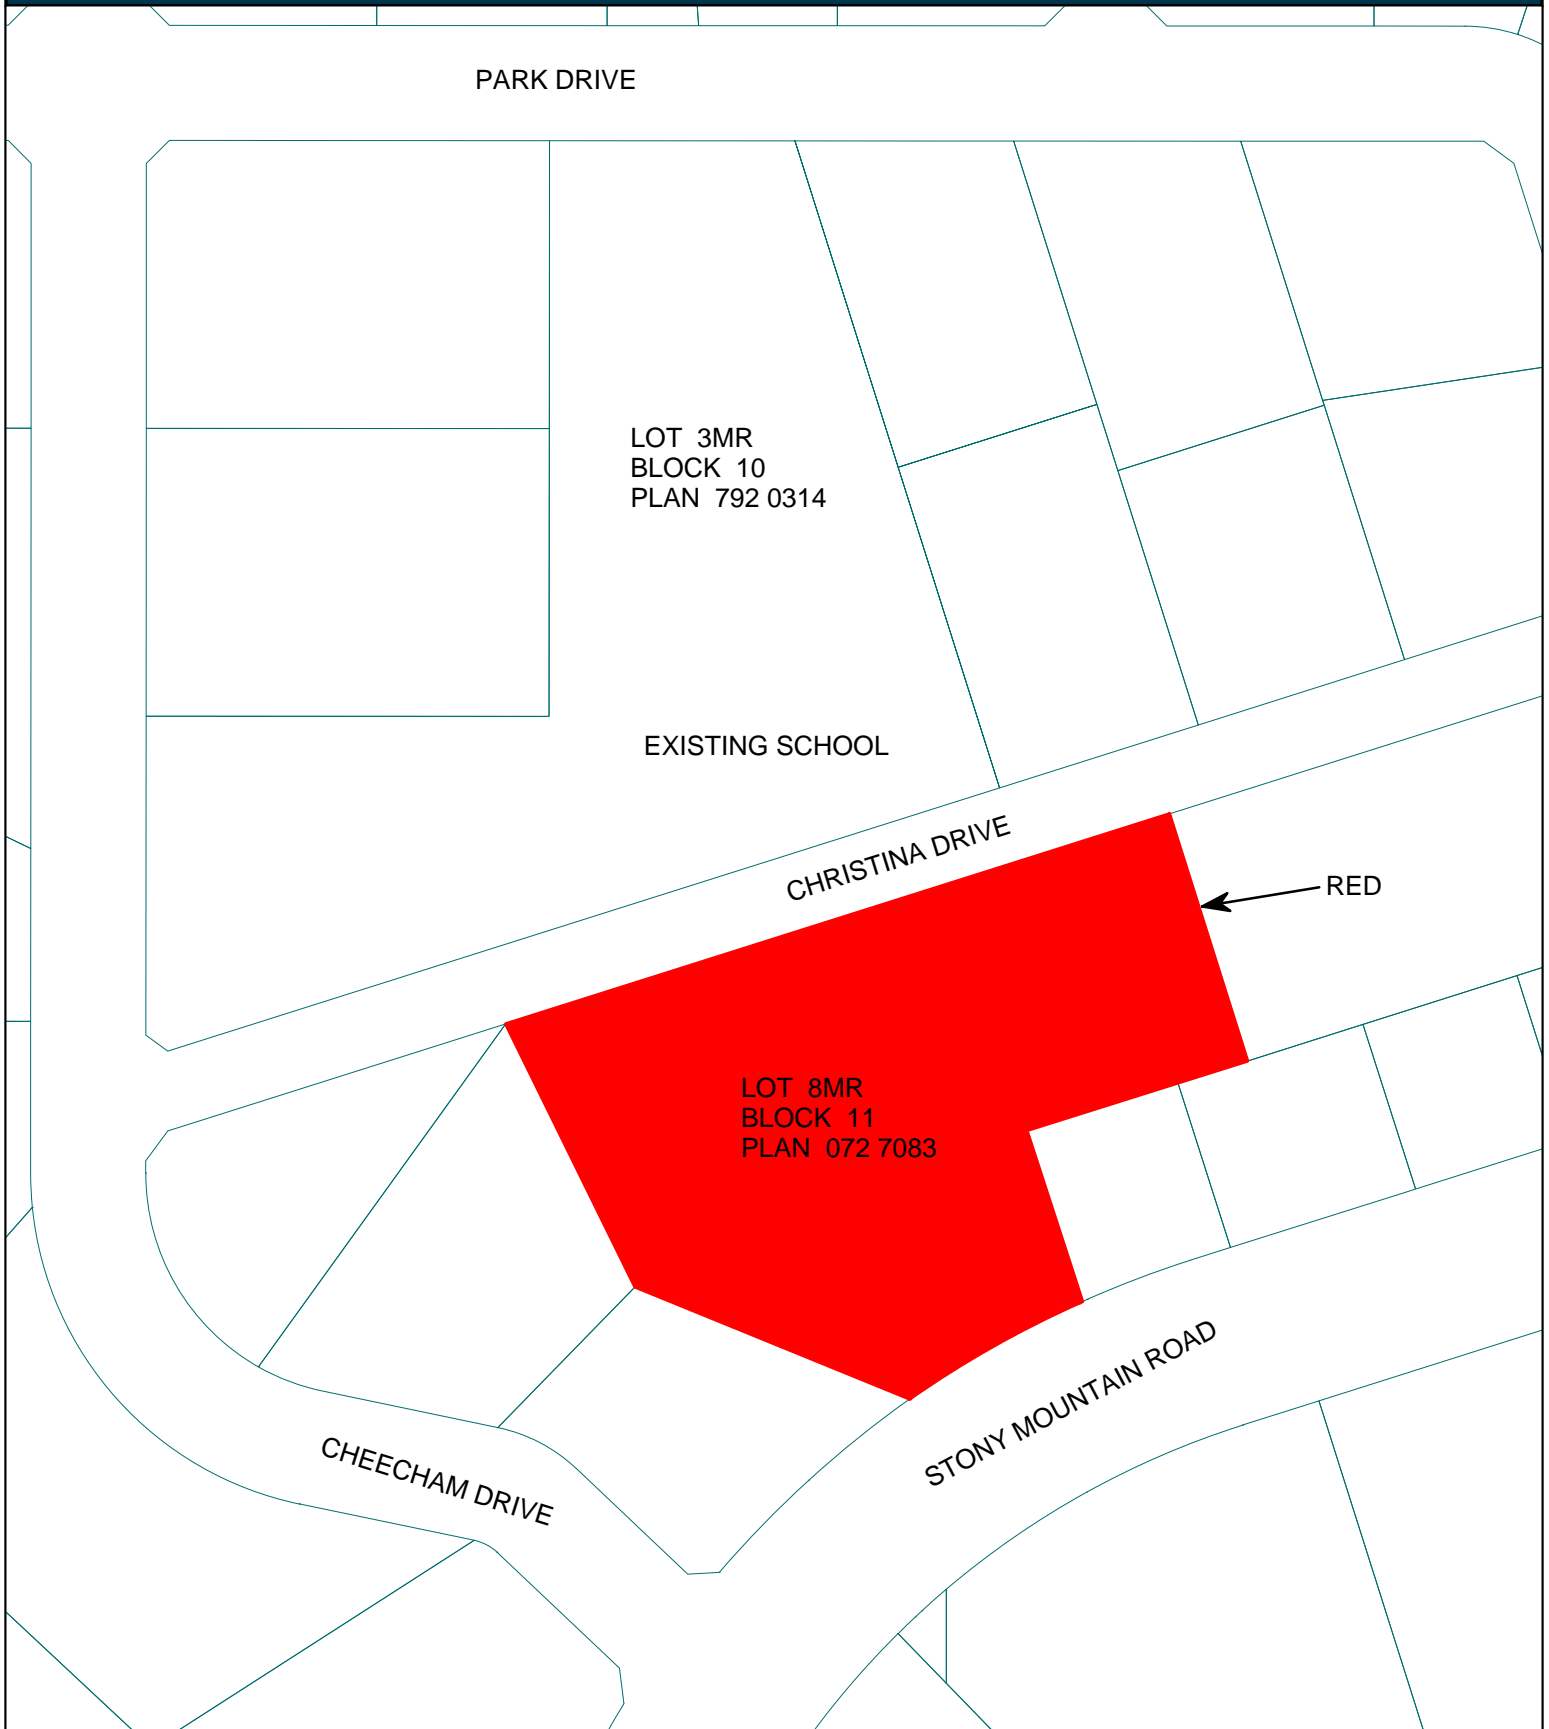 PARK DRIVE
LOT 3MR
BLOCK 10
PLAN 792 0314
EXISTING SCHOOL
CHRISTINA DRIVE
RED
LOT 8MR
BLOCK 11
PLAN 072 7083
STONY MOUNTAIN ROAD
CHEECHAM DRIVE